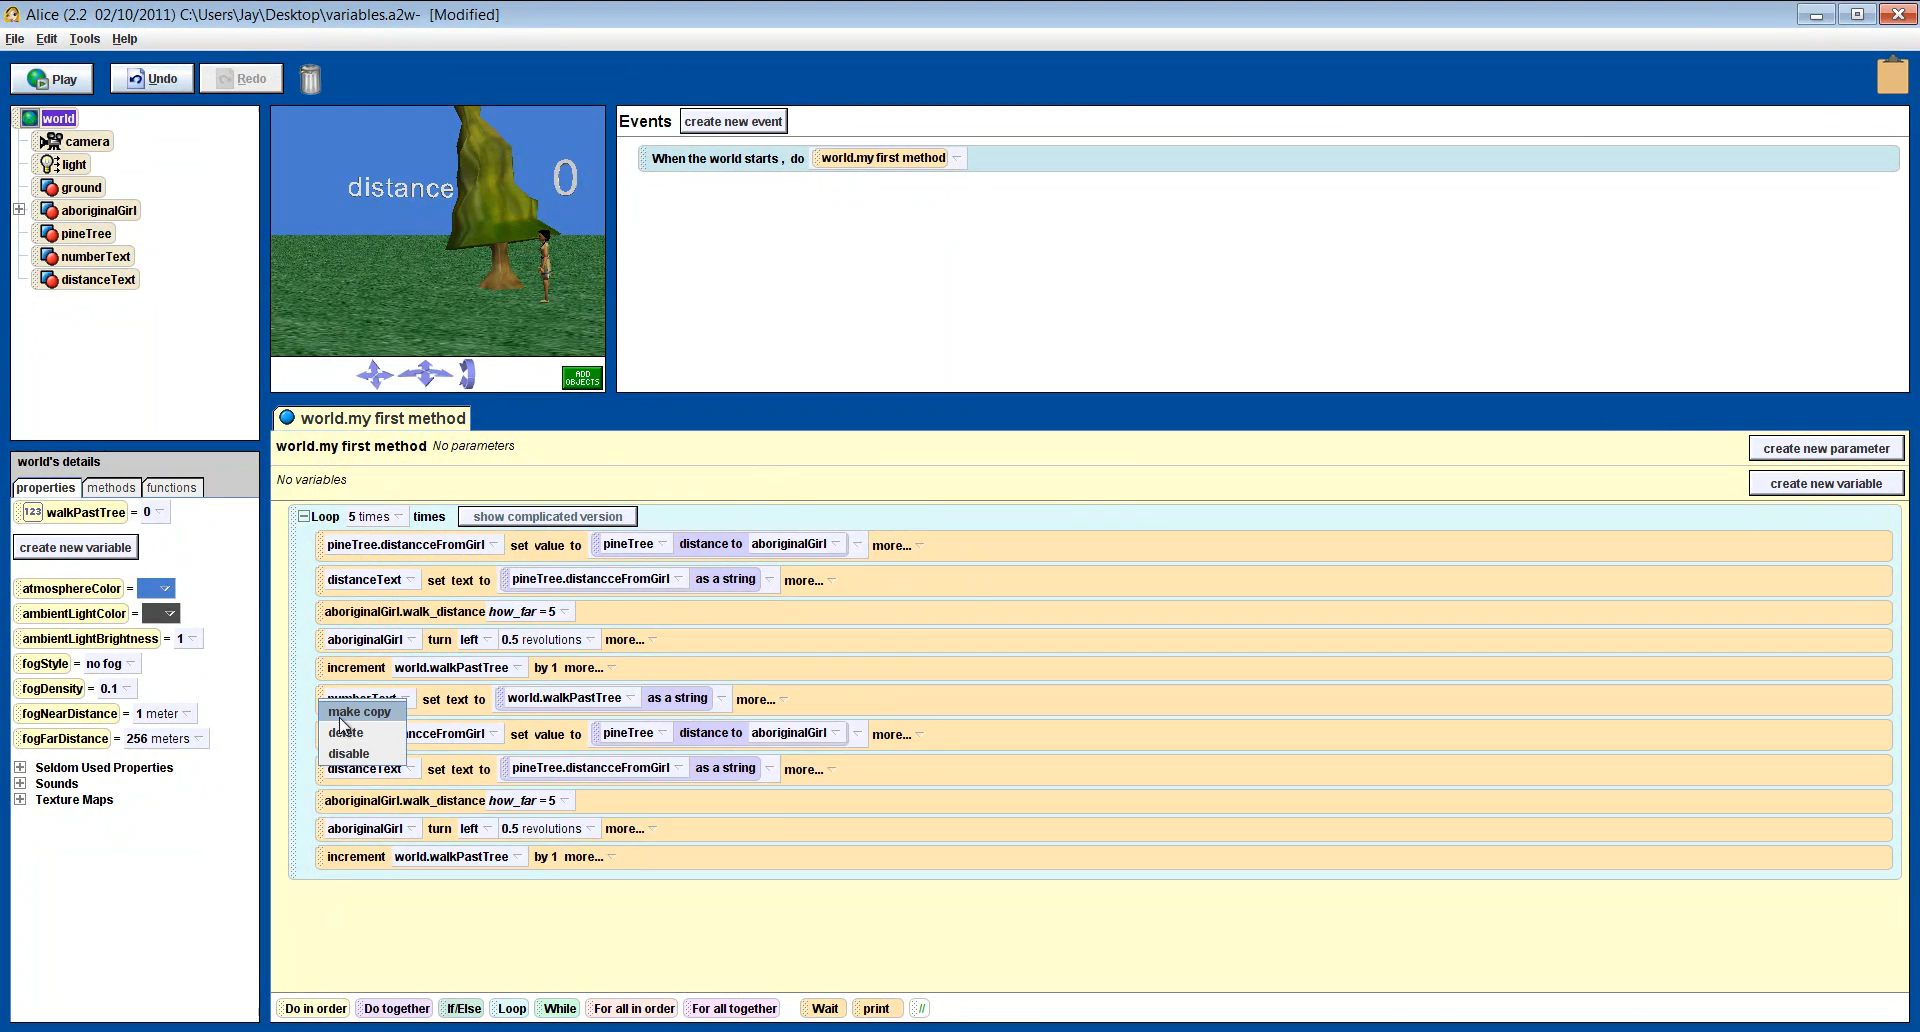 Alice (2.2 02/10/2011) C:\Users\Jay\Desktop\variables.a2w- [Modified]
File Edit Tools Help
Play Undo Redo
world
camera
light
ground
aboriginalGirl
pineTree
numberText
distanceText
distance 0
ADD OBJECTS
Events create new event
When the world starts, do world.my first method
world.my first method
world.my first method No parameters
create new parameter
No variables
create new variable
world's details
properties methods functions
123 walkPastTree = 0
create new variable
atmosphereColor =
ambientLightColor =
ambientLightBrightness = 1
fogStyle = no fog
fogDensity = 0.1
fogNearDistance = 1 meter
fogFarDistance = 256 meters
Seldom Used Properties
Sounds
Texture Maps
Loop 5 times times show complicated version
pineTree.distancceFromGirl set value to pineTree distance to aboriginalGirl more...
distanceText set text to pineTree.distancceFromGirl as a string more...
aboriginalGirl.walk_distance how_far = 5
aboriginalGirl turn left 0.5 revolutions more...
increment world.walkPastTree by 1 more...
numberText set text to world.walkPastTree as a string more...
make copy
delete
disable
ncceFromGirl set value to pineTree distance to aboriginalGirl more...
distanceText set text to pineTree.distancceFromGirl as a string more...
aboriginalGirl.walk_distance how_far = 5
aboriginalGirl turn left 0.5 revolutions more...
increment world.walkPastTree by 1 more...
Do in order Do together If/Else Loop While For all in order For all together Wait print //